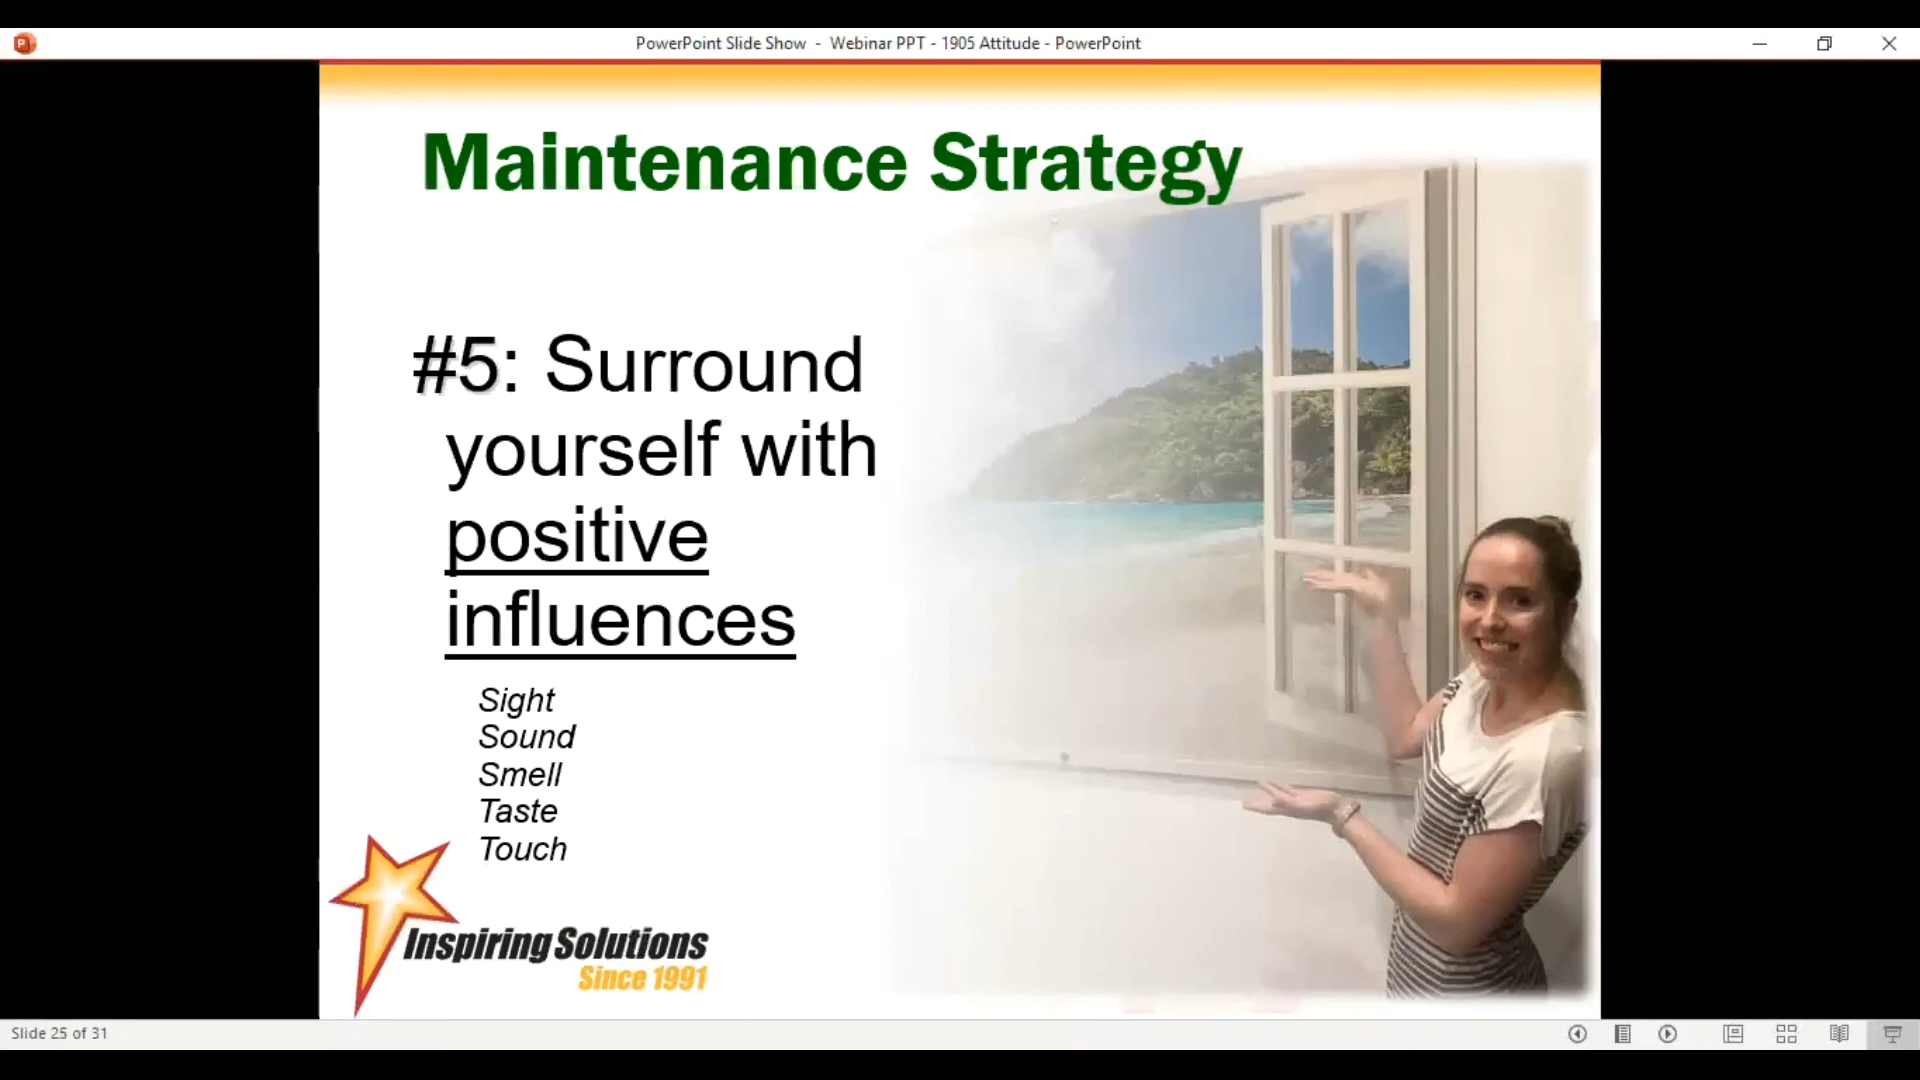 PowerPoint Slide Show - Webinar PPT - 1905 Attitude - PowerPoint
Maintenance Strategy
#5: Surround
yourself with
positive
influences
Sight
Sound
Smell
Taste
Touch
Inspiring Solutions
Since 1991
Slide 25 of 31